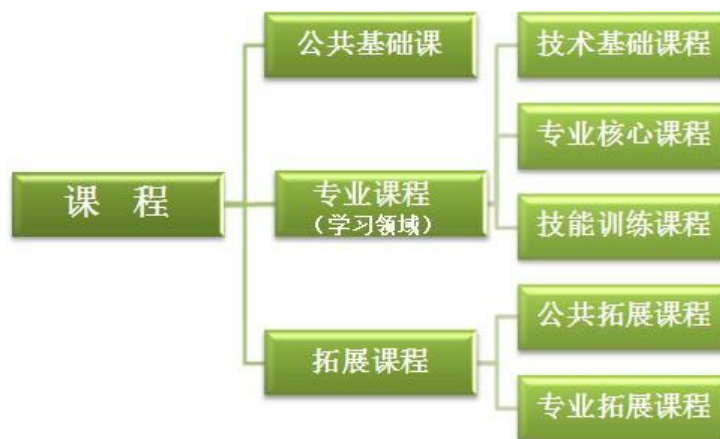 课 程
公共基础课
专业课程
（学习领域）
拓展课程
技术基础课程
专业核心课程
技能训练课程
公共拓展课程
专业拓展课程